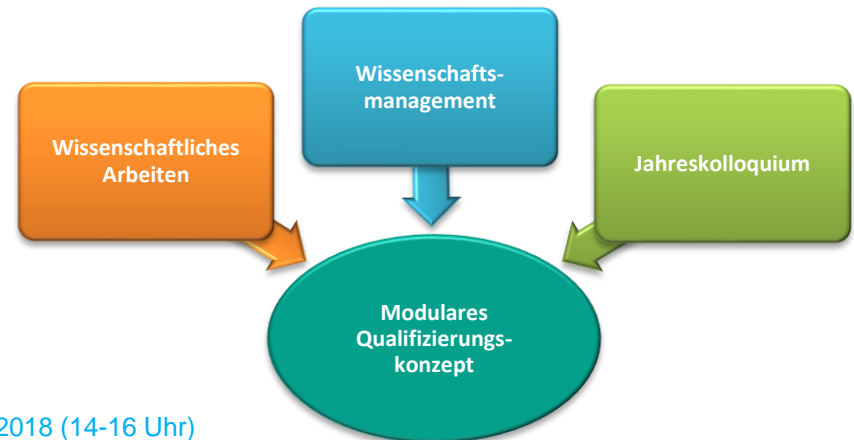 Wissenschafts-
management
Wissenschaftliches
Arbeiten
Jahreskolloquium
Modulares
Qualifizierungs-
konzept
2018 (14-16 Uhr)